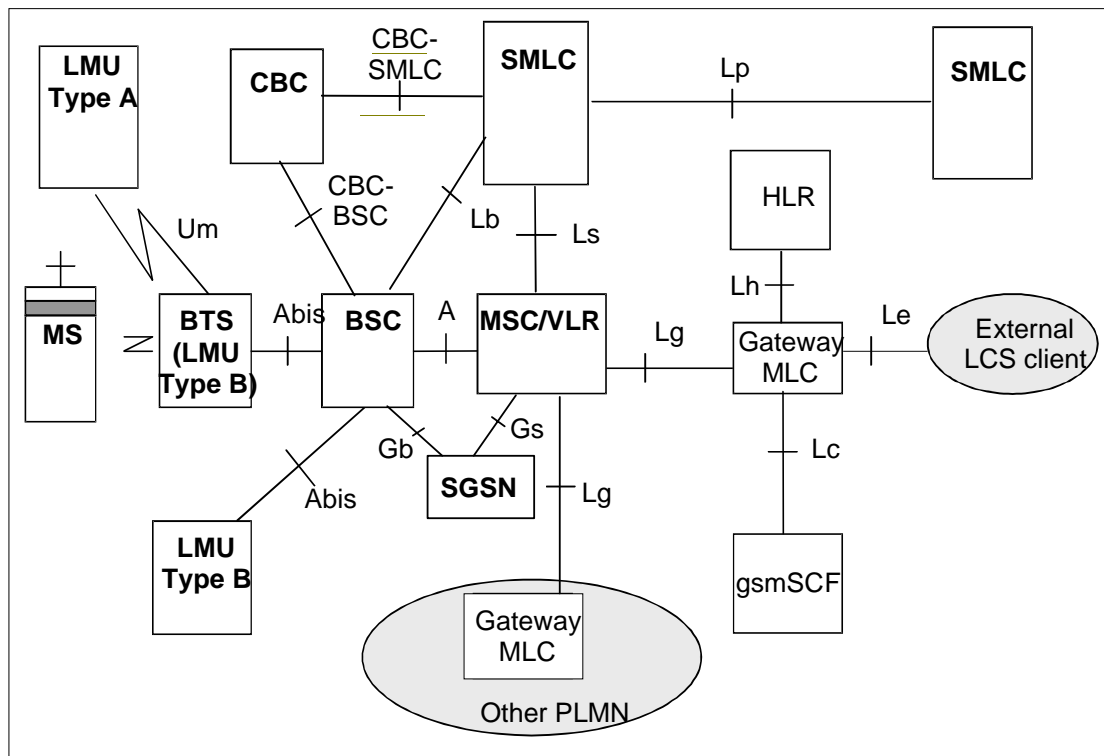 LMU
Type A
CBC
CBC-
SMLC
SMLC
Lp
SMLC
Um
CBC-
BSC
Lb
Ls
HLR
Lh
MS
BTS
(LMU
Type B)
Abis
BSC
A
MSC/VLR
Lg
Gateway
MLC
Le
External
LCS client
Gb
Gs
SGSN
Lc
Abis
Lg
LMU
Type B
gsmSCF
Gateway
MLC
Other PLMN